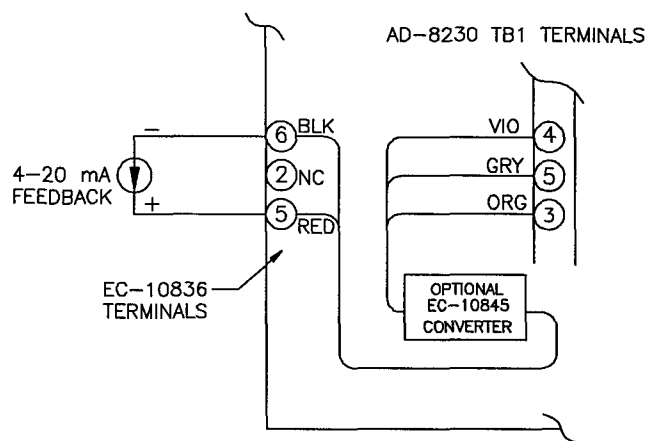 AD-8230 TB1 TERMINALS
−
6
BLK
VIO
4
4-20 mA
FEEDBACK
2
NC
GRY
5
+
5
RED
ORG
3
EC-10836
TERMINALS
OPTIONAL
EC-10845
CONVERTER